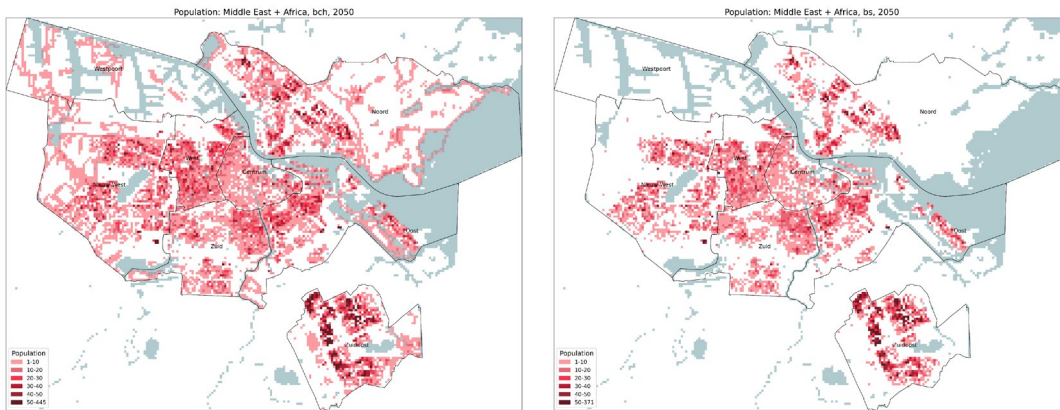 Population: Middle East + Africa, bch, 2050
Westpoort
Noord
West
Centrum
Nieuw-West
Oost
Zuid
Zuidoost
Population
1-10
10-20
20-30
30-40
40-50
50-445
Population: Middle East + Africa, bs, 2050
Westpoort
Noord
West
Centrum
Nieuw-West
Oost
Zuid
Zuidoost
Population
1-10
10-20
20-30
30-40
40-50
50-371